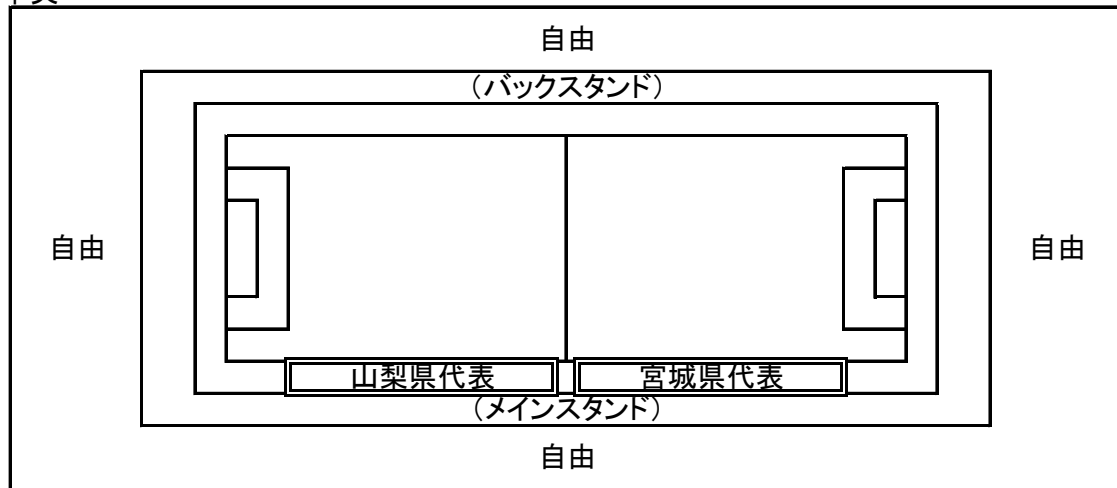 自由
（バックスタンド）
自由
自由
山梨県代表
宮城県代表
（メインスタンド）
自由